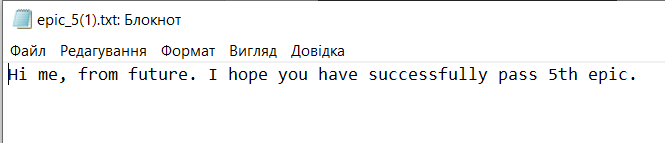 epic_5(1).txt: Блокнот
Файл Редагування Формат Вигляд Довідка
Hi me, from future. I hope you have successfully pass 5th epic.